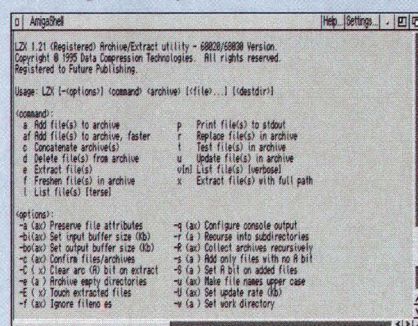 AmigaShell Help... Settings...
LZX 1.21 (Registered) Archive/Extract utility - 68020/68030 Version.
Copyright © 1995 Data Compression Technologies. All rights reserved.
Registered to Future Publishing.
Usage: LZX [-<options>] <command> <archive> [<file>...] [<destdir>]
<command>:
a Add file(s) to archive p Print file(s) to stdout
af Add file(s) to archive, faster r Replace file(s) in archive
c Concatenate archive(s) t Test file(s) in archive
d Delete file(s) from archive u Update file(s) in archive
e Extract file(s) v[n] List file(s) [verbose]
f Freshen file(s) in archive x Extract file(s) with full path
l List file(s) [terse]
<options>:
-a (ax) Preserve file attributes -q (ax) Configure console output
-bi(ax) Set input buffer size (Kb) -r (a ) Recurse into subdirectories
-bo(ax) Set output buffer size (Kb) -R (ax) Collect archives recursively
-c (ax) Confirm files/archives -s (a ) Add only files with no A bit
-C ( x) Clear arc (A) bit on extract -S (a ) Set A bit on added files
-e (a ) Archive empty directories -u (ax) Make file names upper case
-E ( x) Touch extracted files -U (ax) Set update rate (Kb)
-f (ax) Ignore fileno es -w (a ) Set work directory